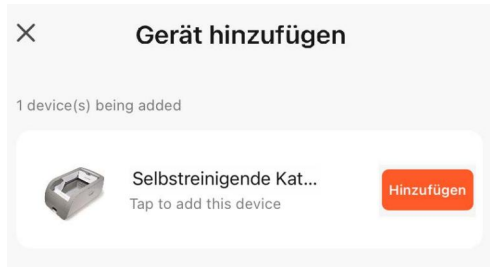 Gerät hinzufügen
1 device(s) being added
Selbstreinigende Kat...
Tap to add this device
Hinzufügen